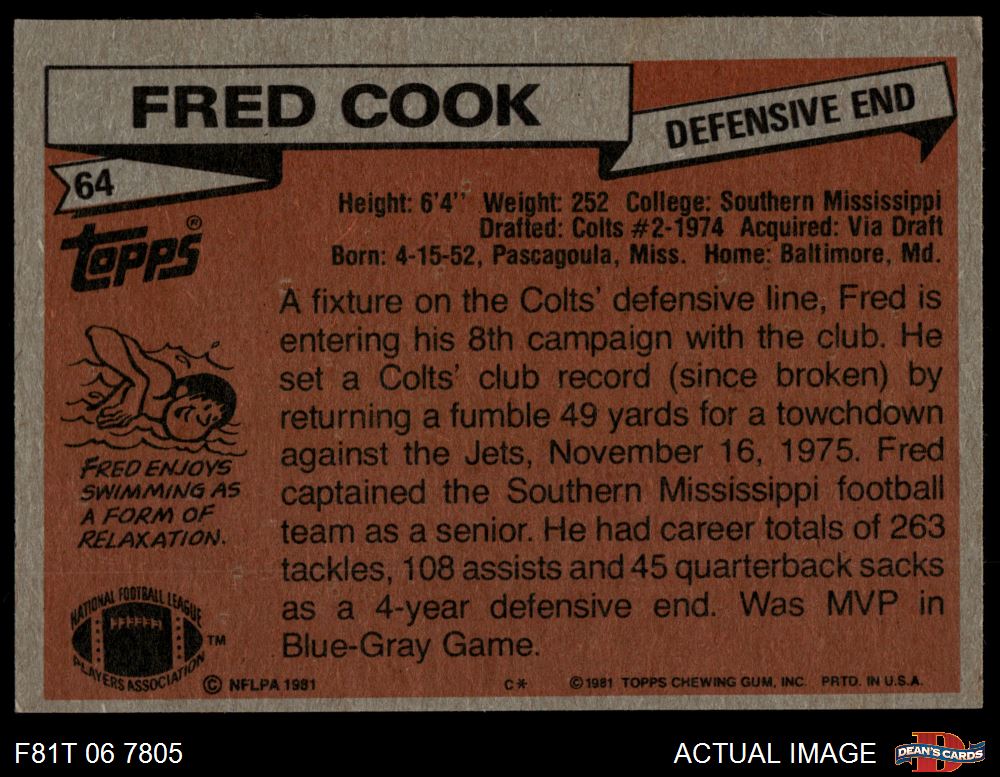 FRED COOK
DEFENSIVE END
64
Topps®
Height: 6'4" Weight: 252 College: Southern Mississippi
Drafted: Colts #2-1974 Acquired: Via Draft
Born: 4-15-52, Pascagoula, Miss. Home: Baltimore, Md.
A fixture on the Colts' defensive line, Fred is
entering his 8th campaign with the club. He
set a Colts' club record (since broken) by
returning a fumble 49 yards for a towchdown
against the Jets, November 16, 1975. Fred
captained the Southern Mississippi football
team as a senior. He had career totals of 263
tackles, 108 assists and 45 quarterback sacks
as a 4-year defensive end. Was MVP in
Blue-Gray Game.
FRED ENJOYS
SWIMMING AS
A FORM OF
RELAXATION.
NATIONAL FOOTBALL LEAGUE
PLAYERS ASSOCIATION
TM
© NFLPA 1981
C*
© 1981 TOPPS CHEWING GUM, INC. PRTD. IN U.S.A.
F81T 06 7805
ACTUAL IMAGE
D
DEAN'S CARDS